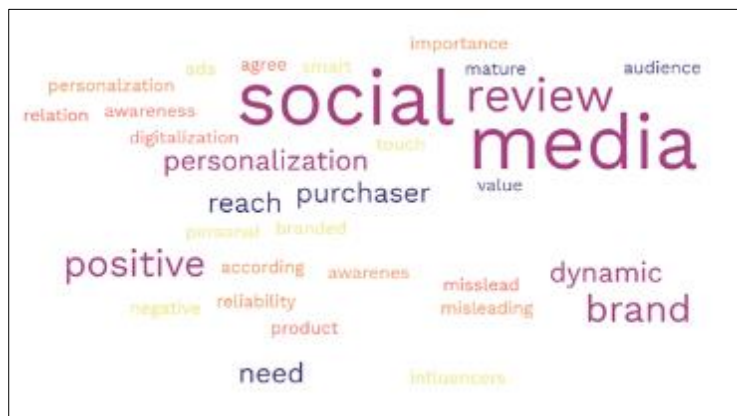 importance
ads agree smart mature audience
personalzation social review
relation awareness media
digitalization touch
personalization value
reach purchaser
personal branded
positive according awarenes misslead dynamic
negative reliability misleading brand
product
need influencers